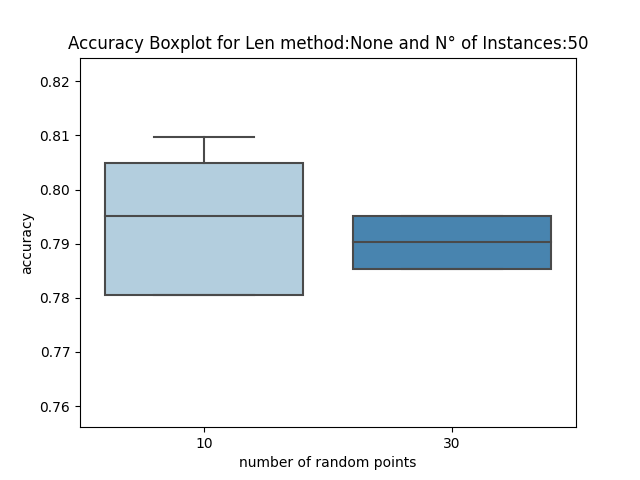 Accuracy Boxplot for Len method:None and N° of Instances:50
0.82
0.81
0.80
0.79
0.78
0.77
0.76
accuracy
10 30
number of random points